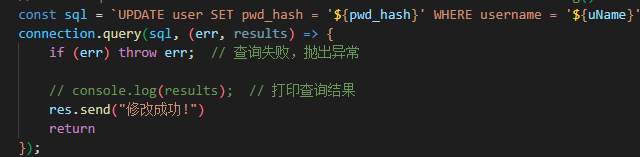 const sql = `UPDATE user SET pwd_hash = '${pwd_hash}' WHERE username = '${uName}'
connection.query(sql, (err, results) => {
if (err) throw err;  // 查询失败，抛出异常
// console.log(results);  // 打印查询结果
res.send("修改成功!")
return
});